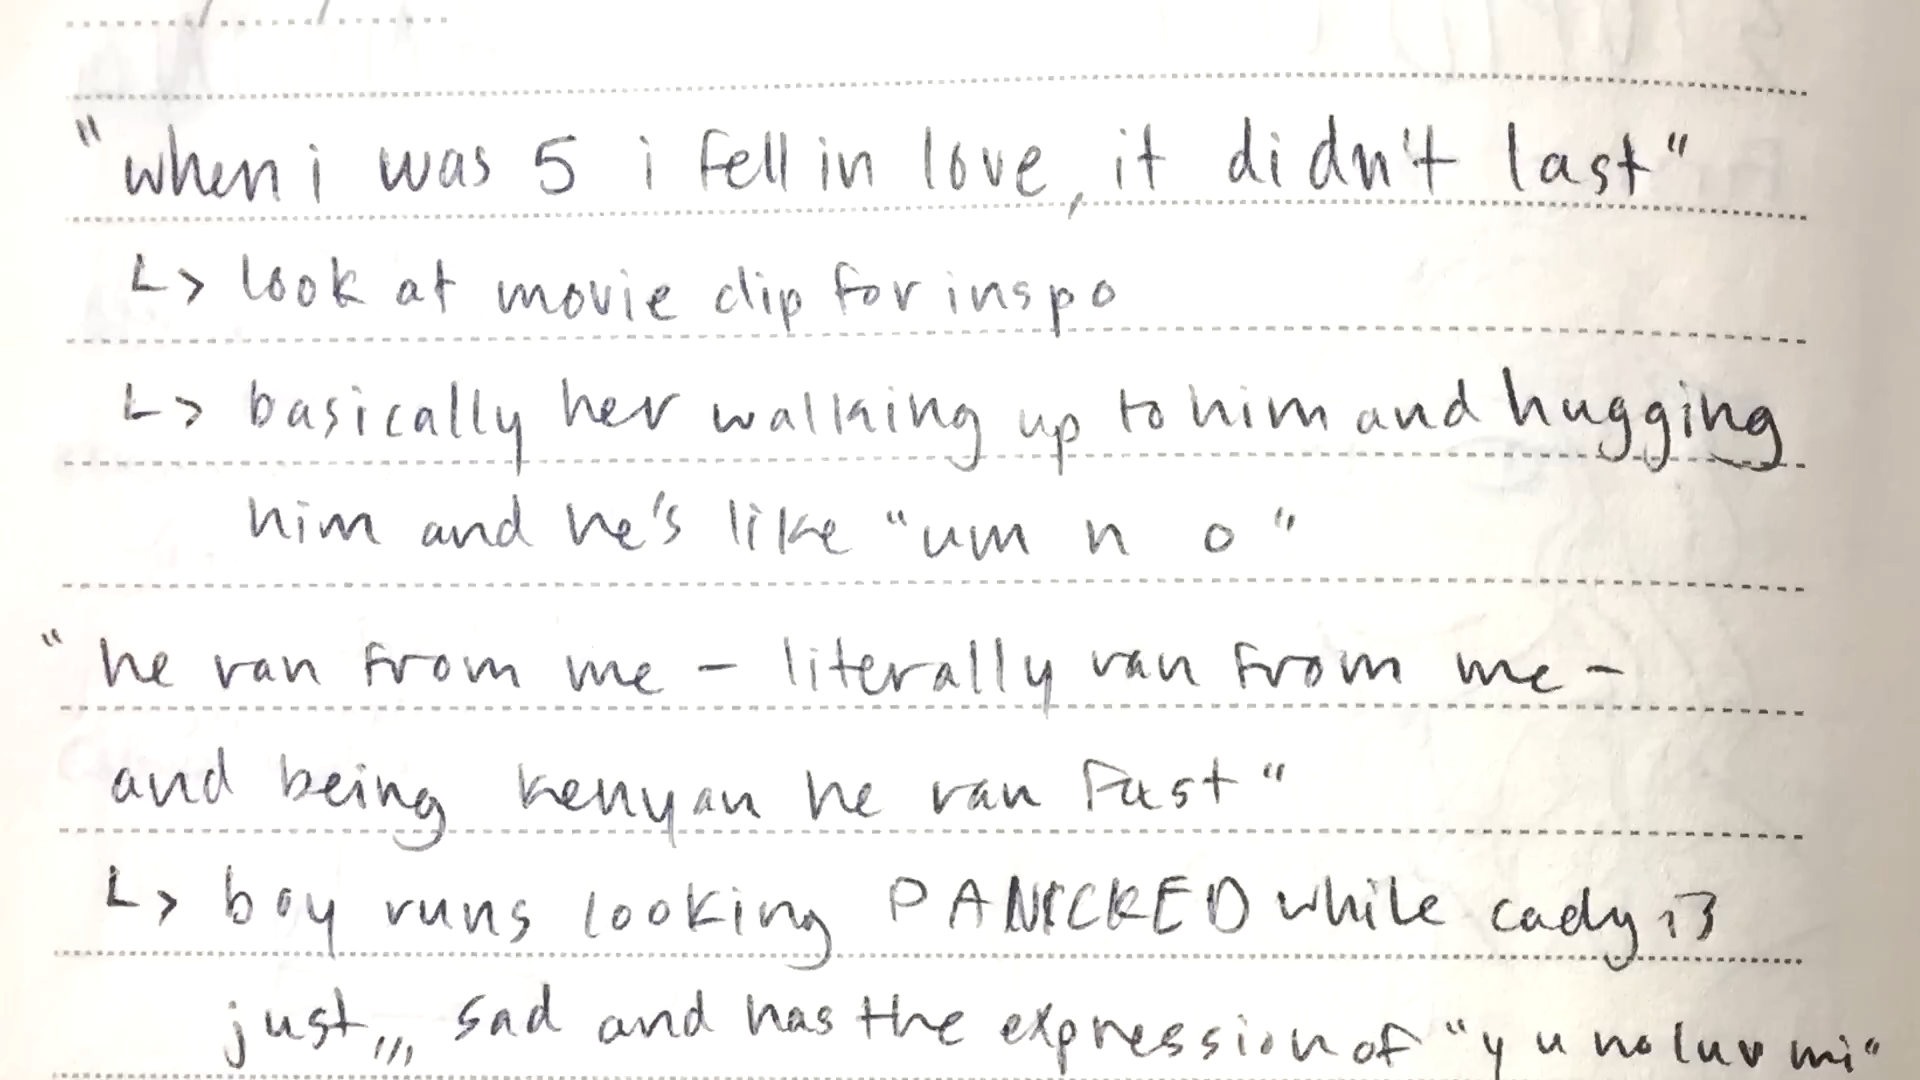 "when i was 5 i fell in love, it didn't last"
↳ look at movie clip for inspo
↳ basically her walking up to him and hugging
him and he's like "um n o"
"he ran from me - literally ran from me -
and being kenyan he ran fast"
↳ boy runs looking PANICKED while cady is
just,,, sad and has the expression of "y u no luv mi"